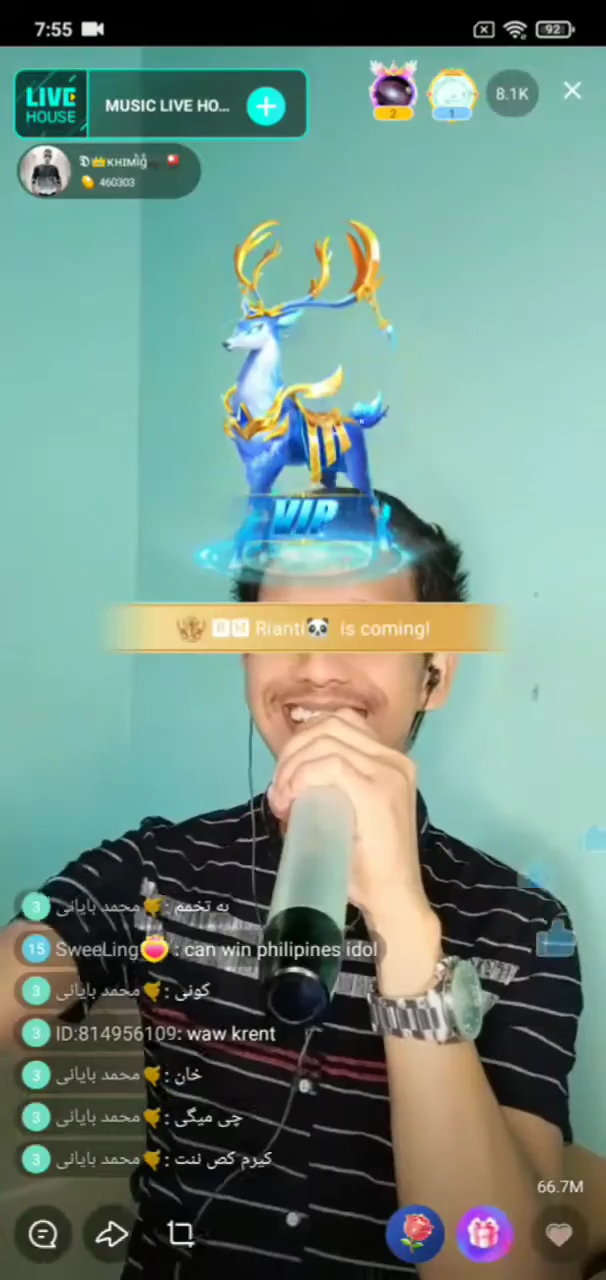 7:55
92
LIVE HOUSE
MUSIC LIVE HO...
2
1
8.1K
460303
VIP
BM Rianti🐼 is coming!
3 محمد بایانی : به تخمم
15 SweeLing : can win philipines idol
3 محمد بایانی : کونی
3 ID:814956109: waw krent
3 محمد بایانی : خان
3 محمد بایانی : چی میگی
3 محمد بایانی : کیرم کص ننت
66.7M